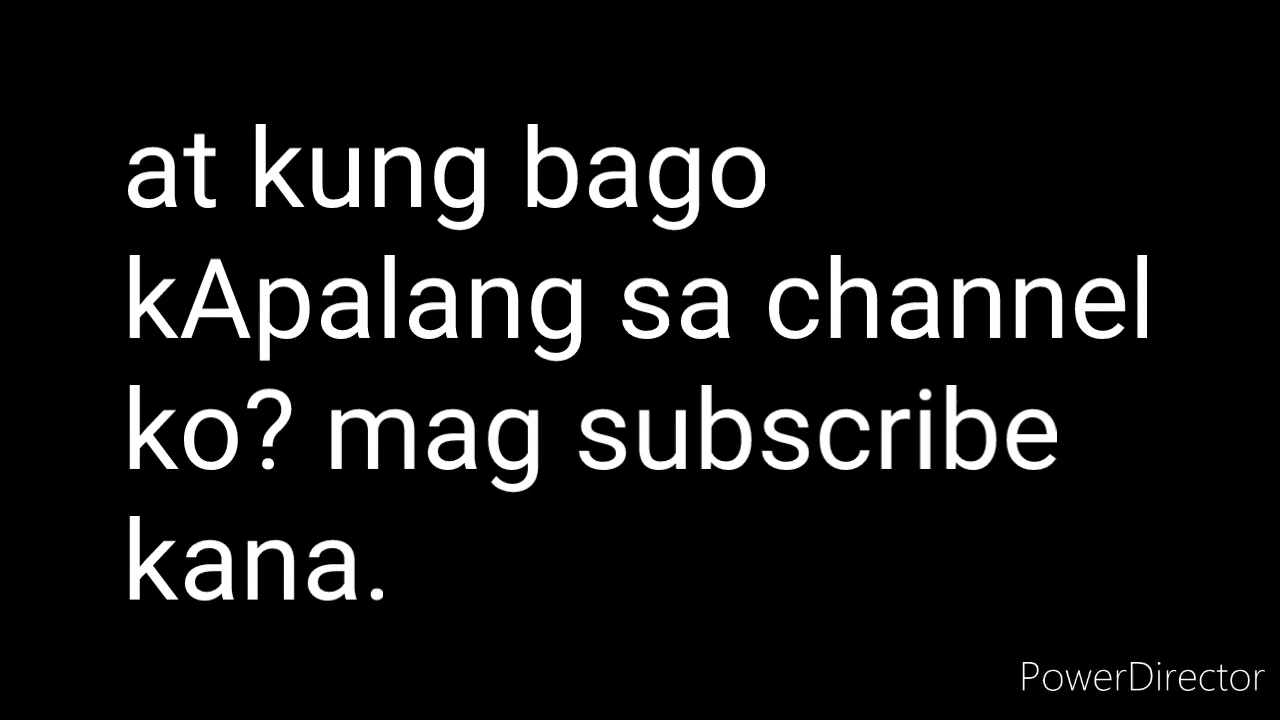 at kung bago
kApalang sa channel
ko? mag subscribe
kana.
PowerDirector